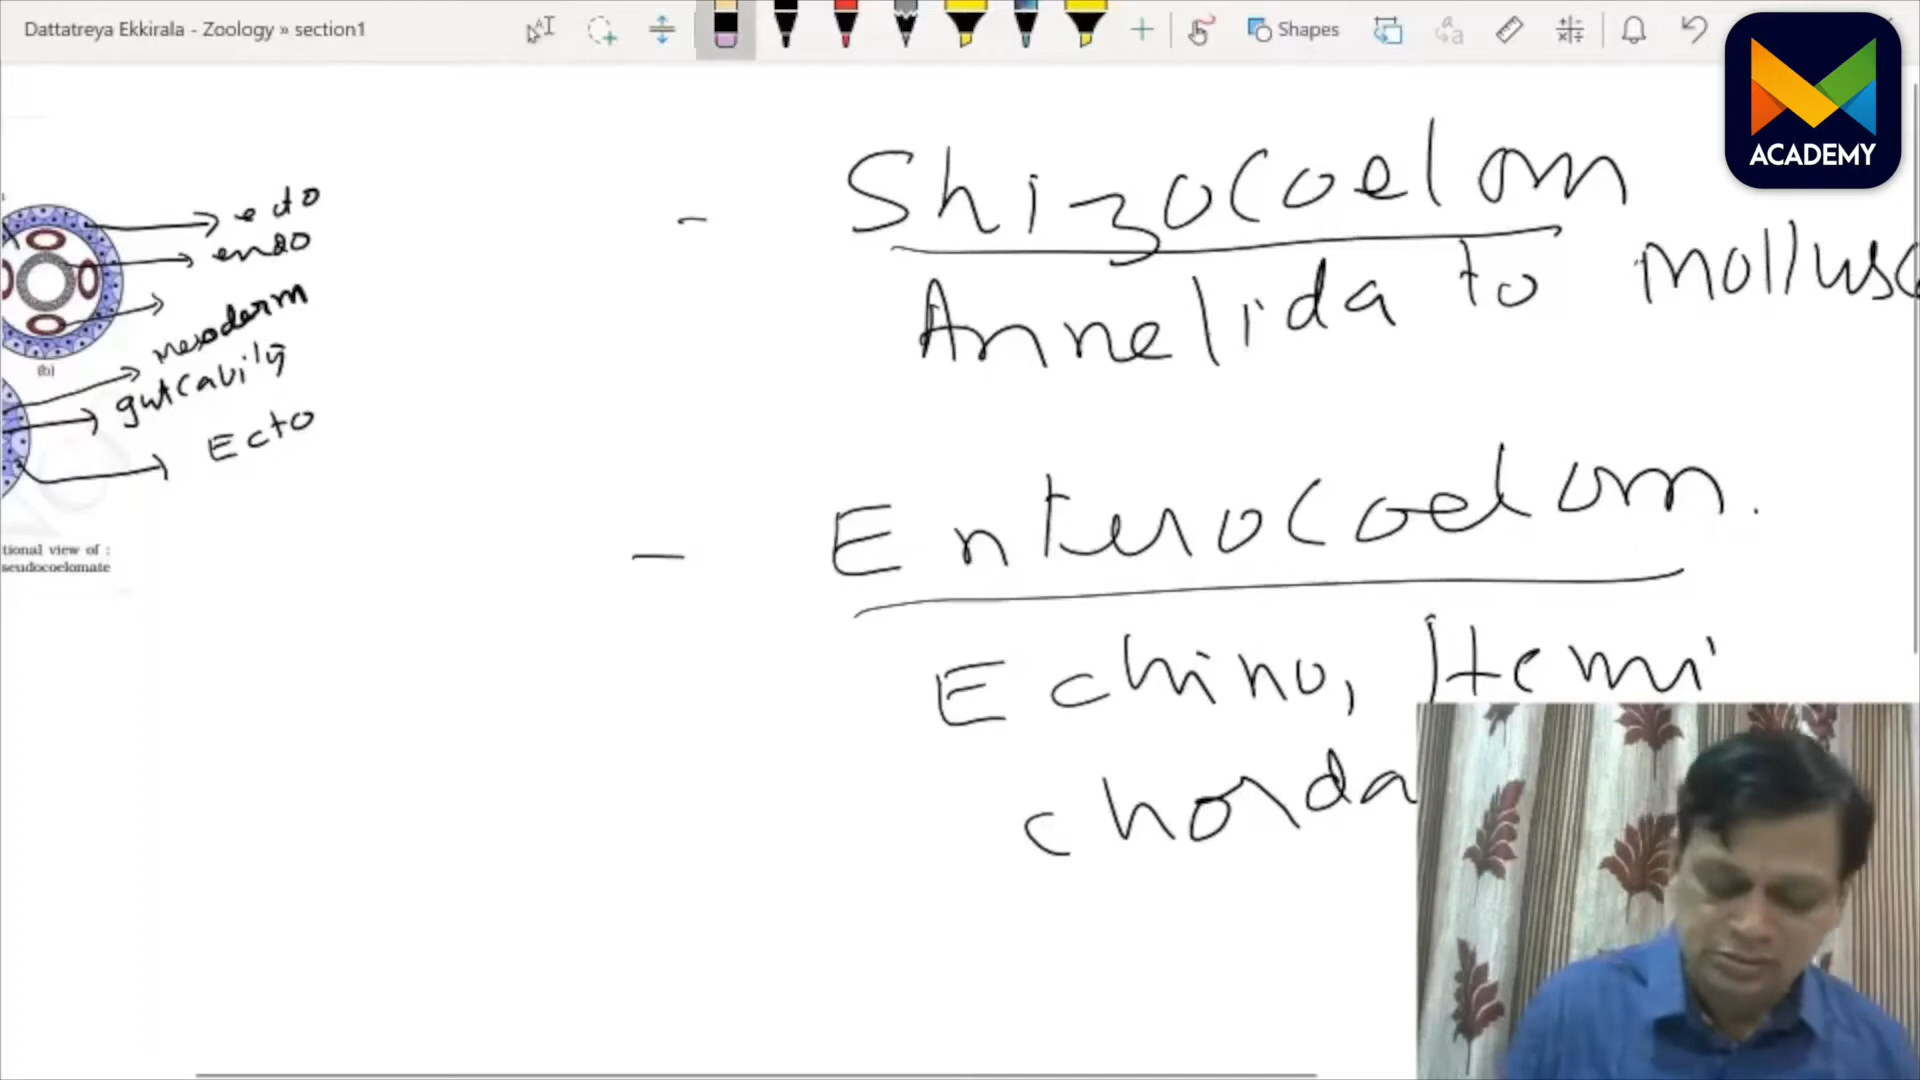 Dattatreya Ekkirala - Zoology » section1
Shapes
ACADEMY
- Shizocoelom
Annelida to mollusc
ecto
endo
mesoderm
gutcavity
Ecto
(b)
tional view of :
seudocoelomate
- Enterocoelom.
Echino, Hemi
chorda